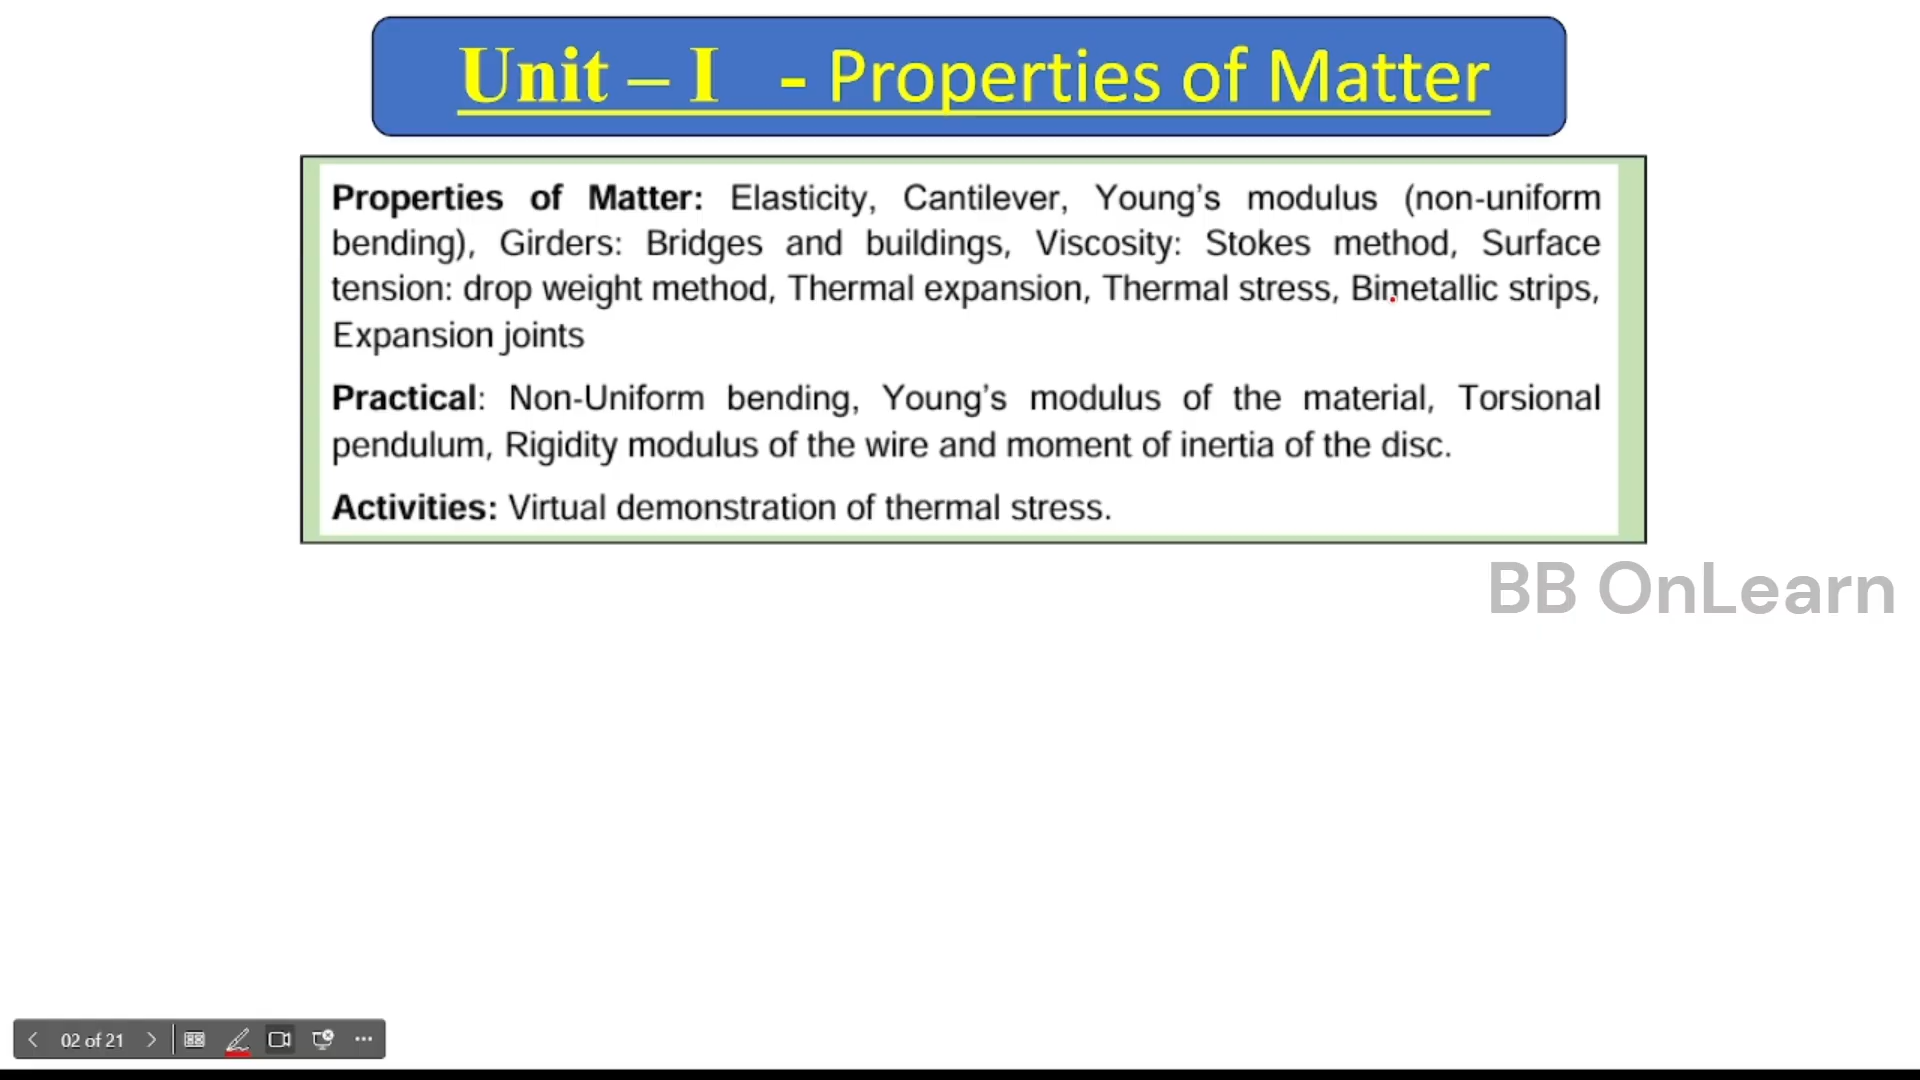 Unit – I - Properties of Matter
Properties of Matter: Elasticity, Cantilever, Young's modulus (non-uniform
bending), Girders: Bridges and buildings, Viscosity: Stokes method, Surface
tension: drop weight method, Thermal expansion, Thermal stress, Bimetallic strips,
Expansion joints
Practical: Non-Uniform bending, Young's modulus of the material, Torsional
pendulum, Rigidity modulus of the wire and moment of inertia of the disc.
Activities: Virtual demonstration of thermal stress.
BB OnLearn
02 of 21